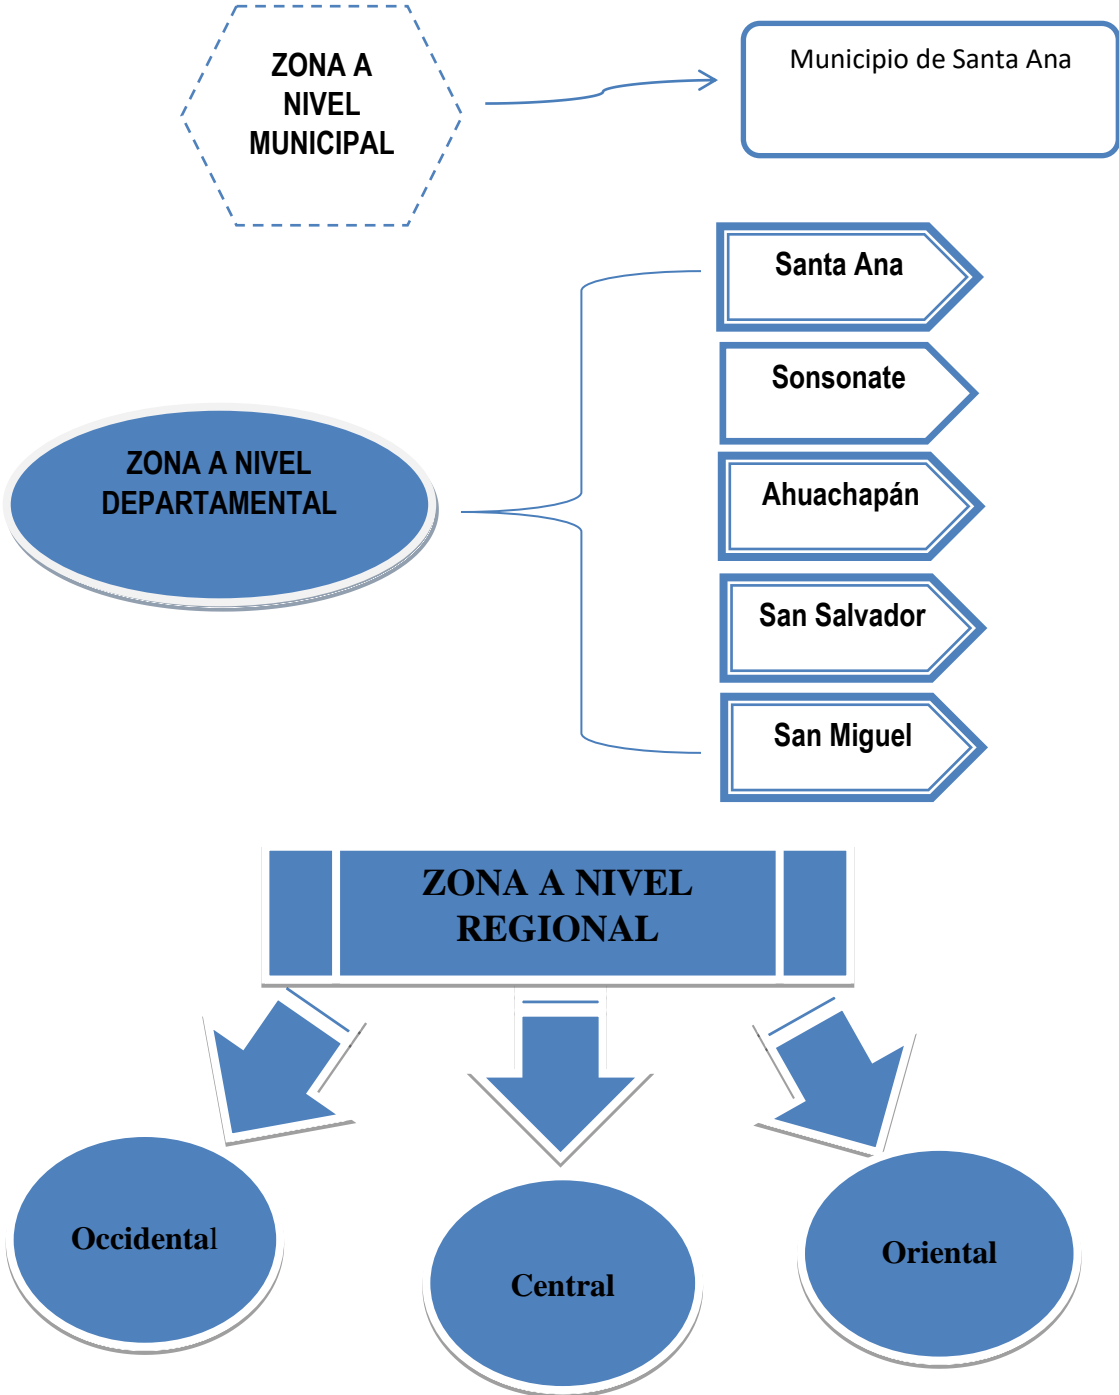 ZONA A
NIVEL
MUNICIPAL
Municipio de Santa Ana
ZONA A NIVEL
DEPARTAMENTAL
Santa Ana
Sonsonate
Ahuachapán
San Salvador
San Miguel
ZONA A NIVEL
REGIONAL
Occidental
Central
Oriental